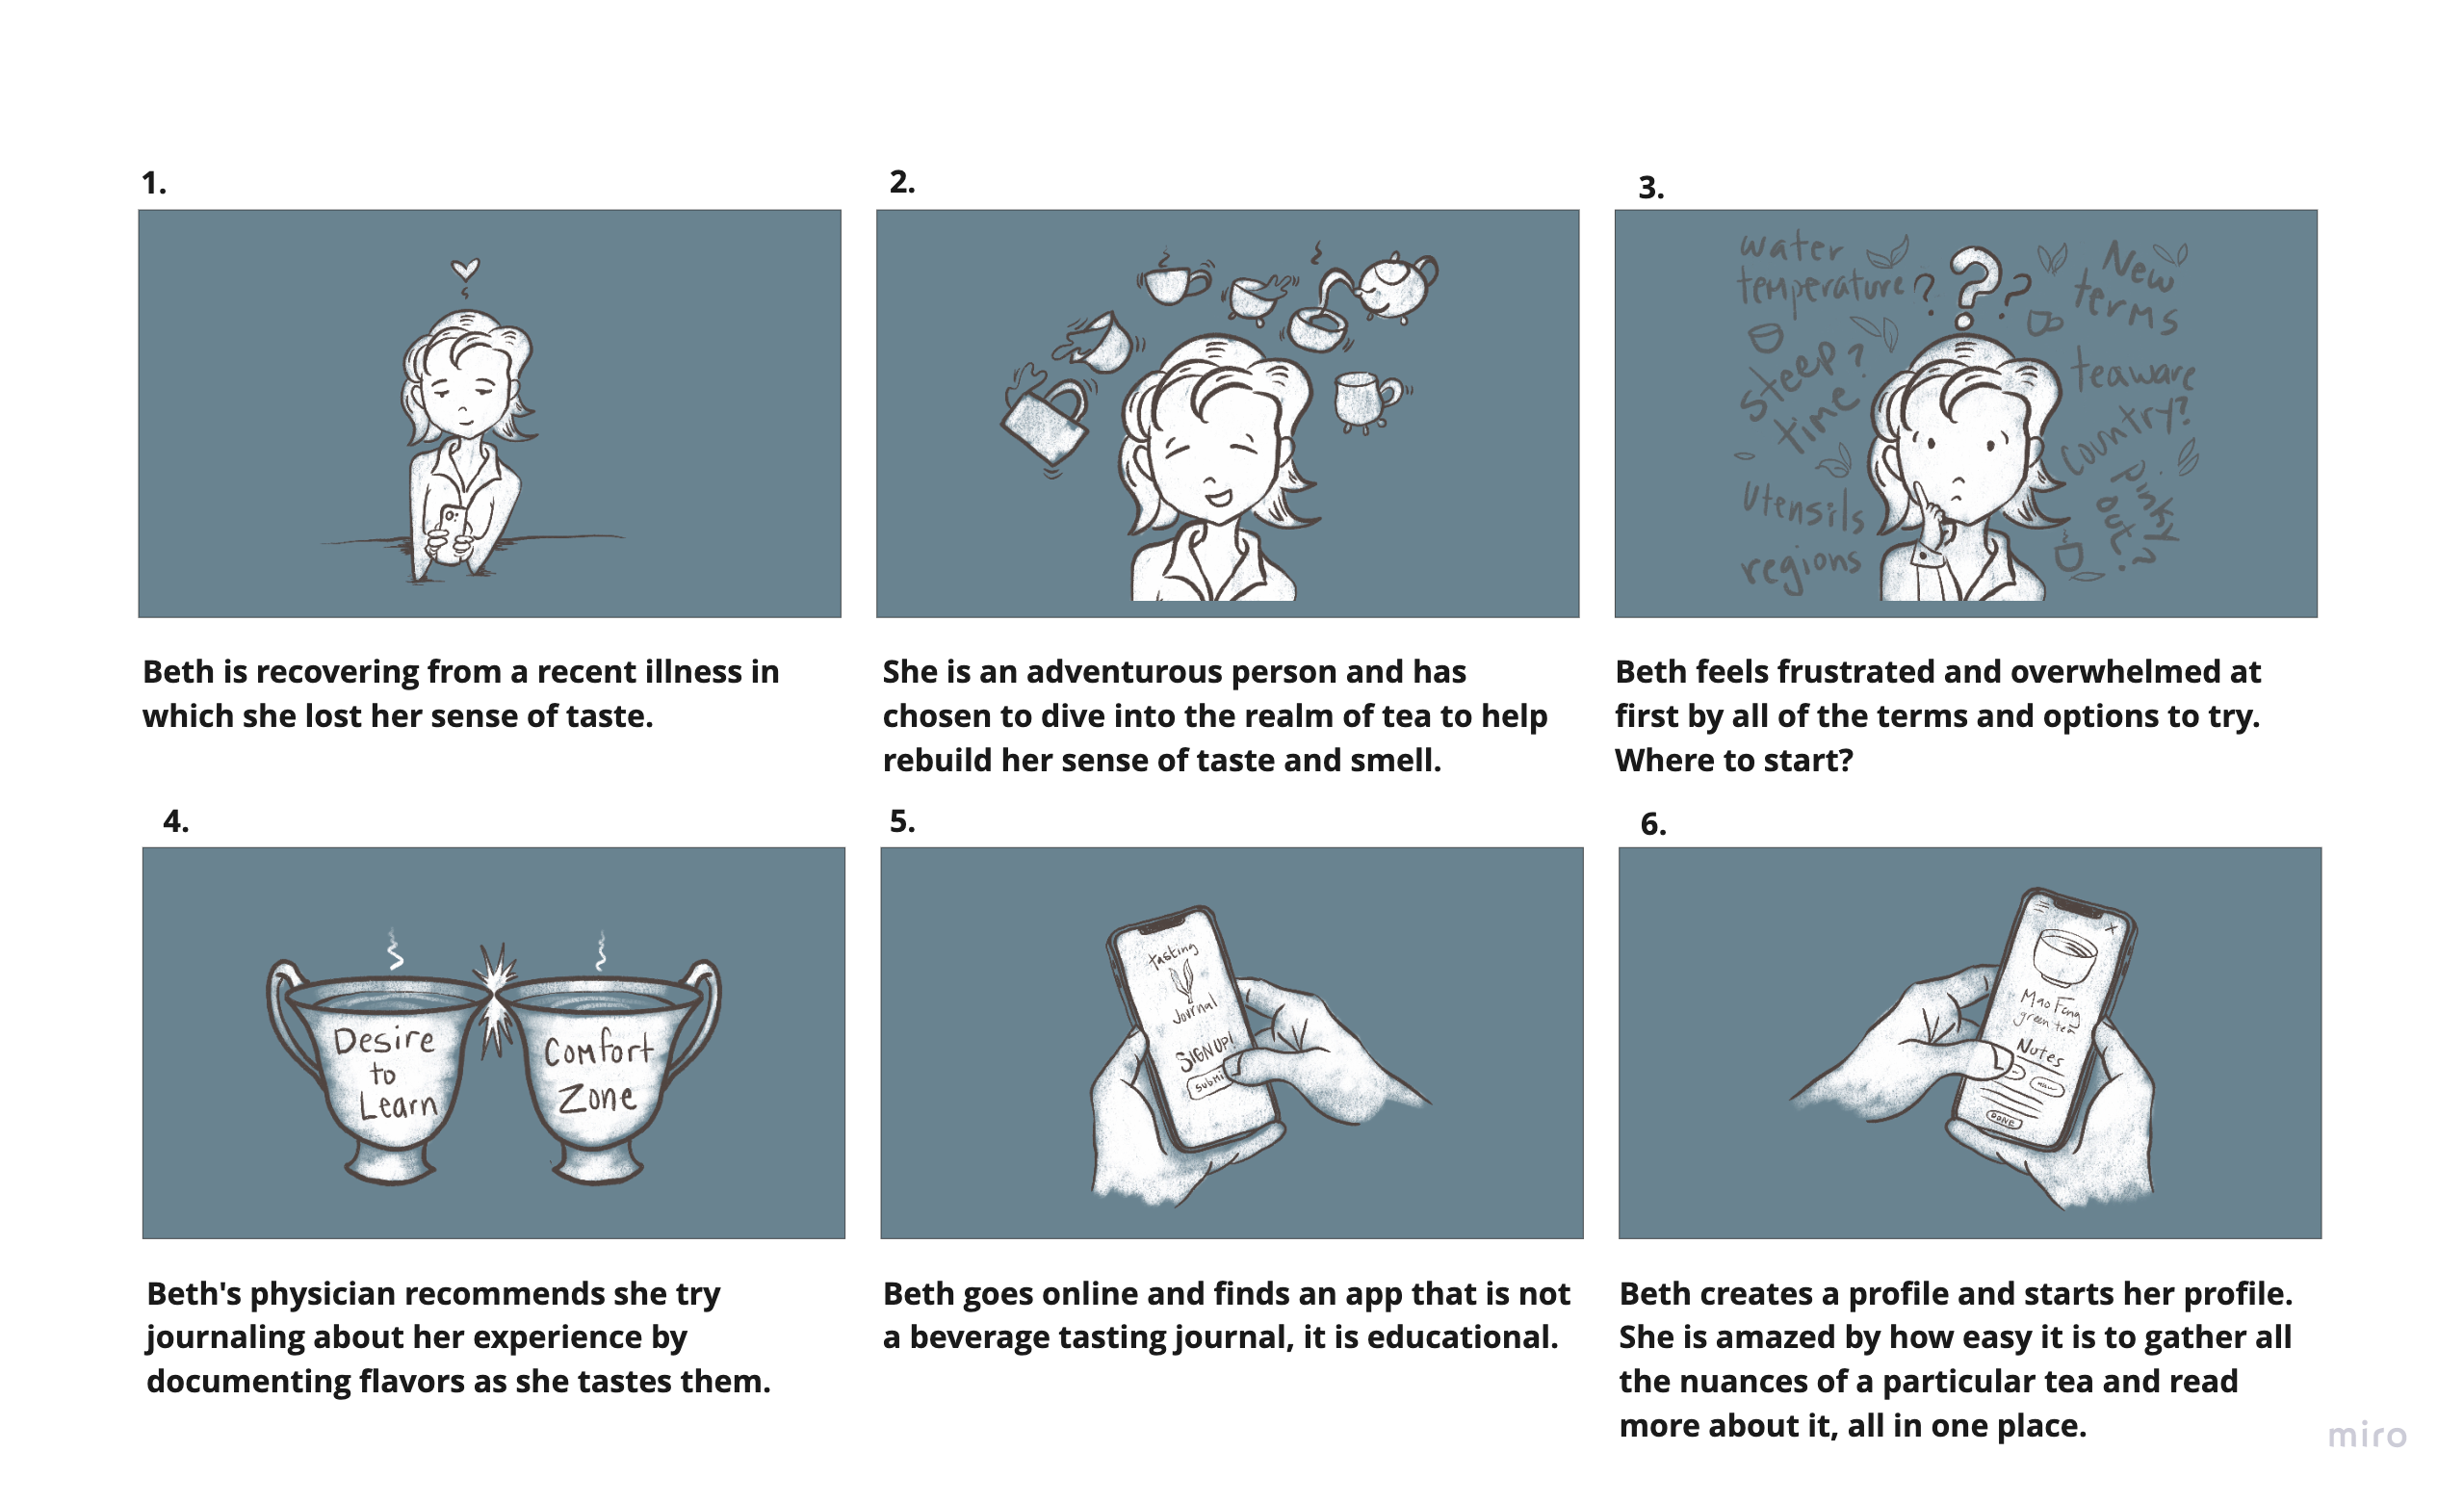 1.
2.
3.
water
temperature?
?
?
New
terms
steep?
time
teaware
Country?
pinky
out?
Utensils
regions
Beth is recovering from a recent illness in
which she lost her sense of taste.
She is an adventurous person and has
chosen to dive into the realm of tea to help
rebuild her sense of taste and smell.
Beth feels frustrated and overwhelmed at
first by all of the terms and options to try.
Where to start?
4.
5.
6.
Desire
to
Learn
Comfort
Zone
tasting
Journal
SIGN UP!
submi
Mao Feng
green tea
Notes
DONE
Beth's physician recommends she try
journaling about her experience by
documenting flavors as she tastes them.
Beth goes online and finds an app that is not
a beverage tasting journal, it is educational.
Beth creates a profile and starts her profile.
She is amazed by how easy it is to gather all
the nuances of a particular tea and read
more about it, all in one place.
miro